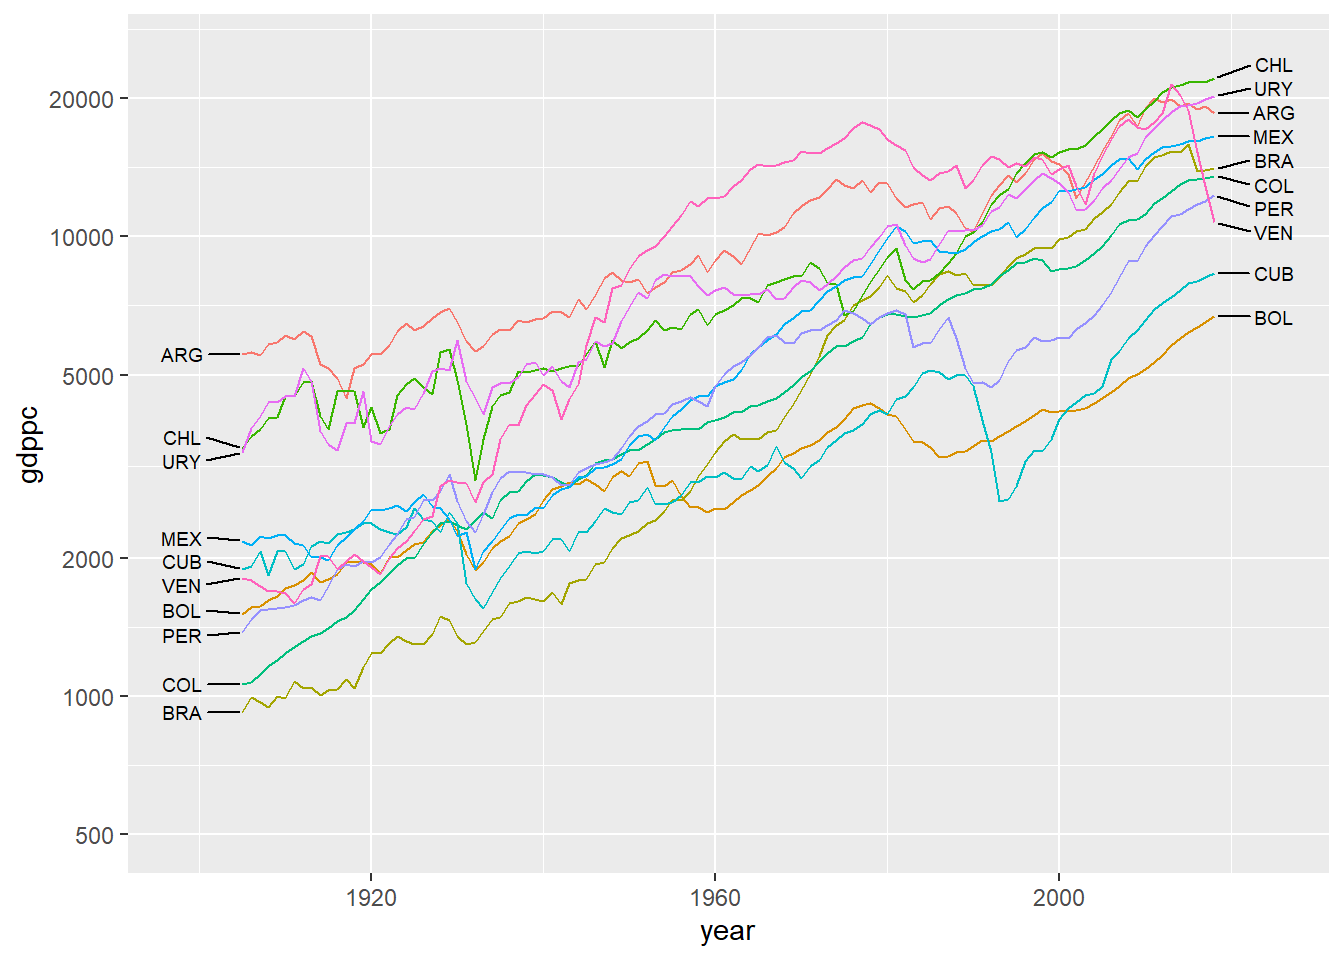 gdppc
20000
10000
5000
2000
1000
500
ARG
CHL
URY
MEX
CUB
VEN
BOL
PER
COL
BRA
CHL
URY
ARG
MEX
BRA
COL
PER
VEN
CUB
BOL
1920 1960 2000
year